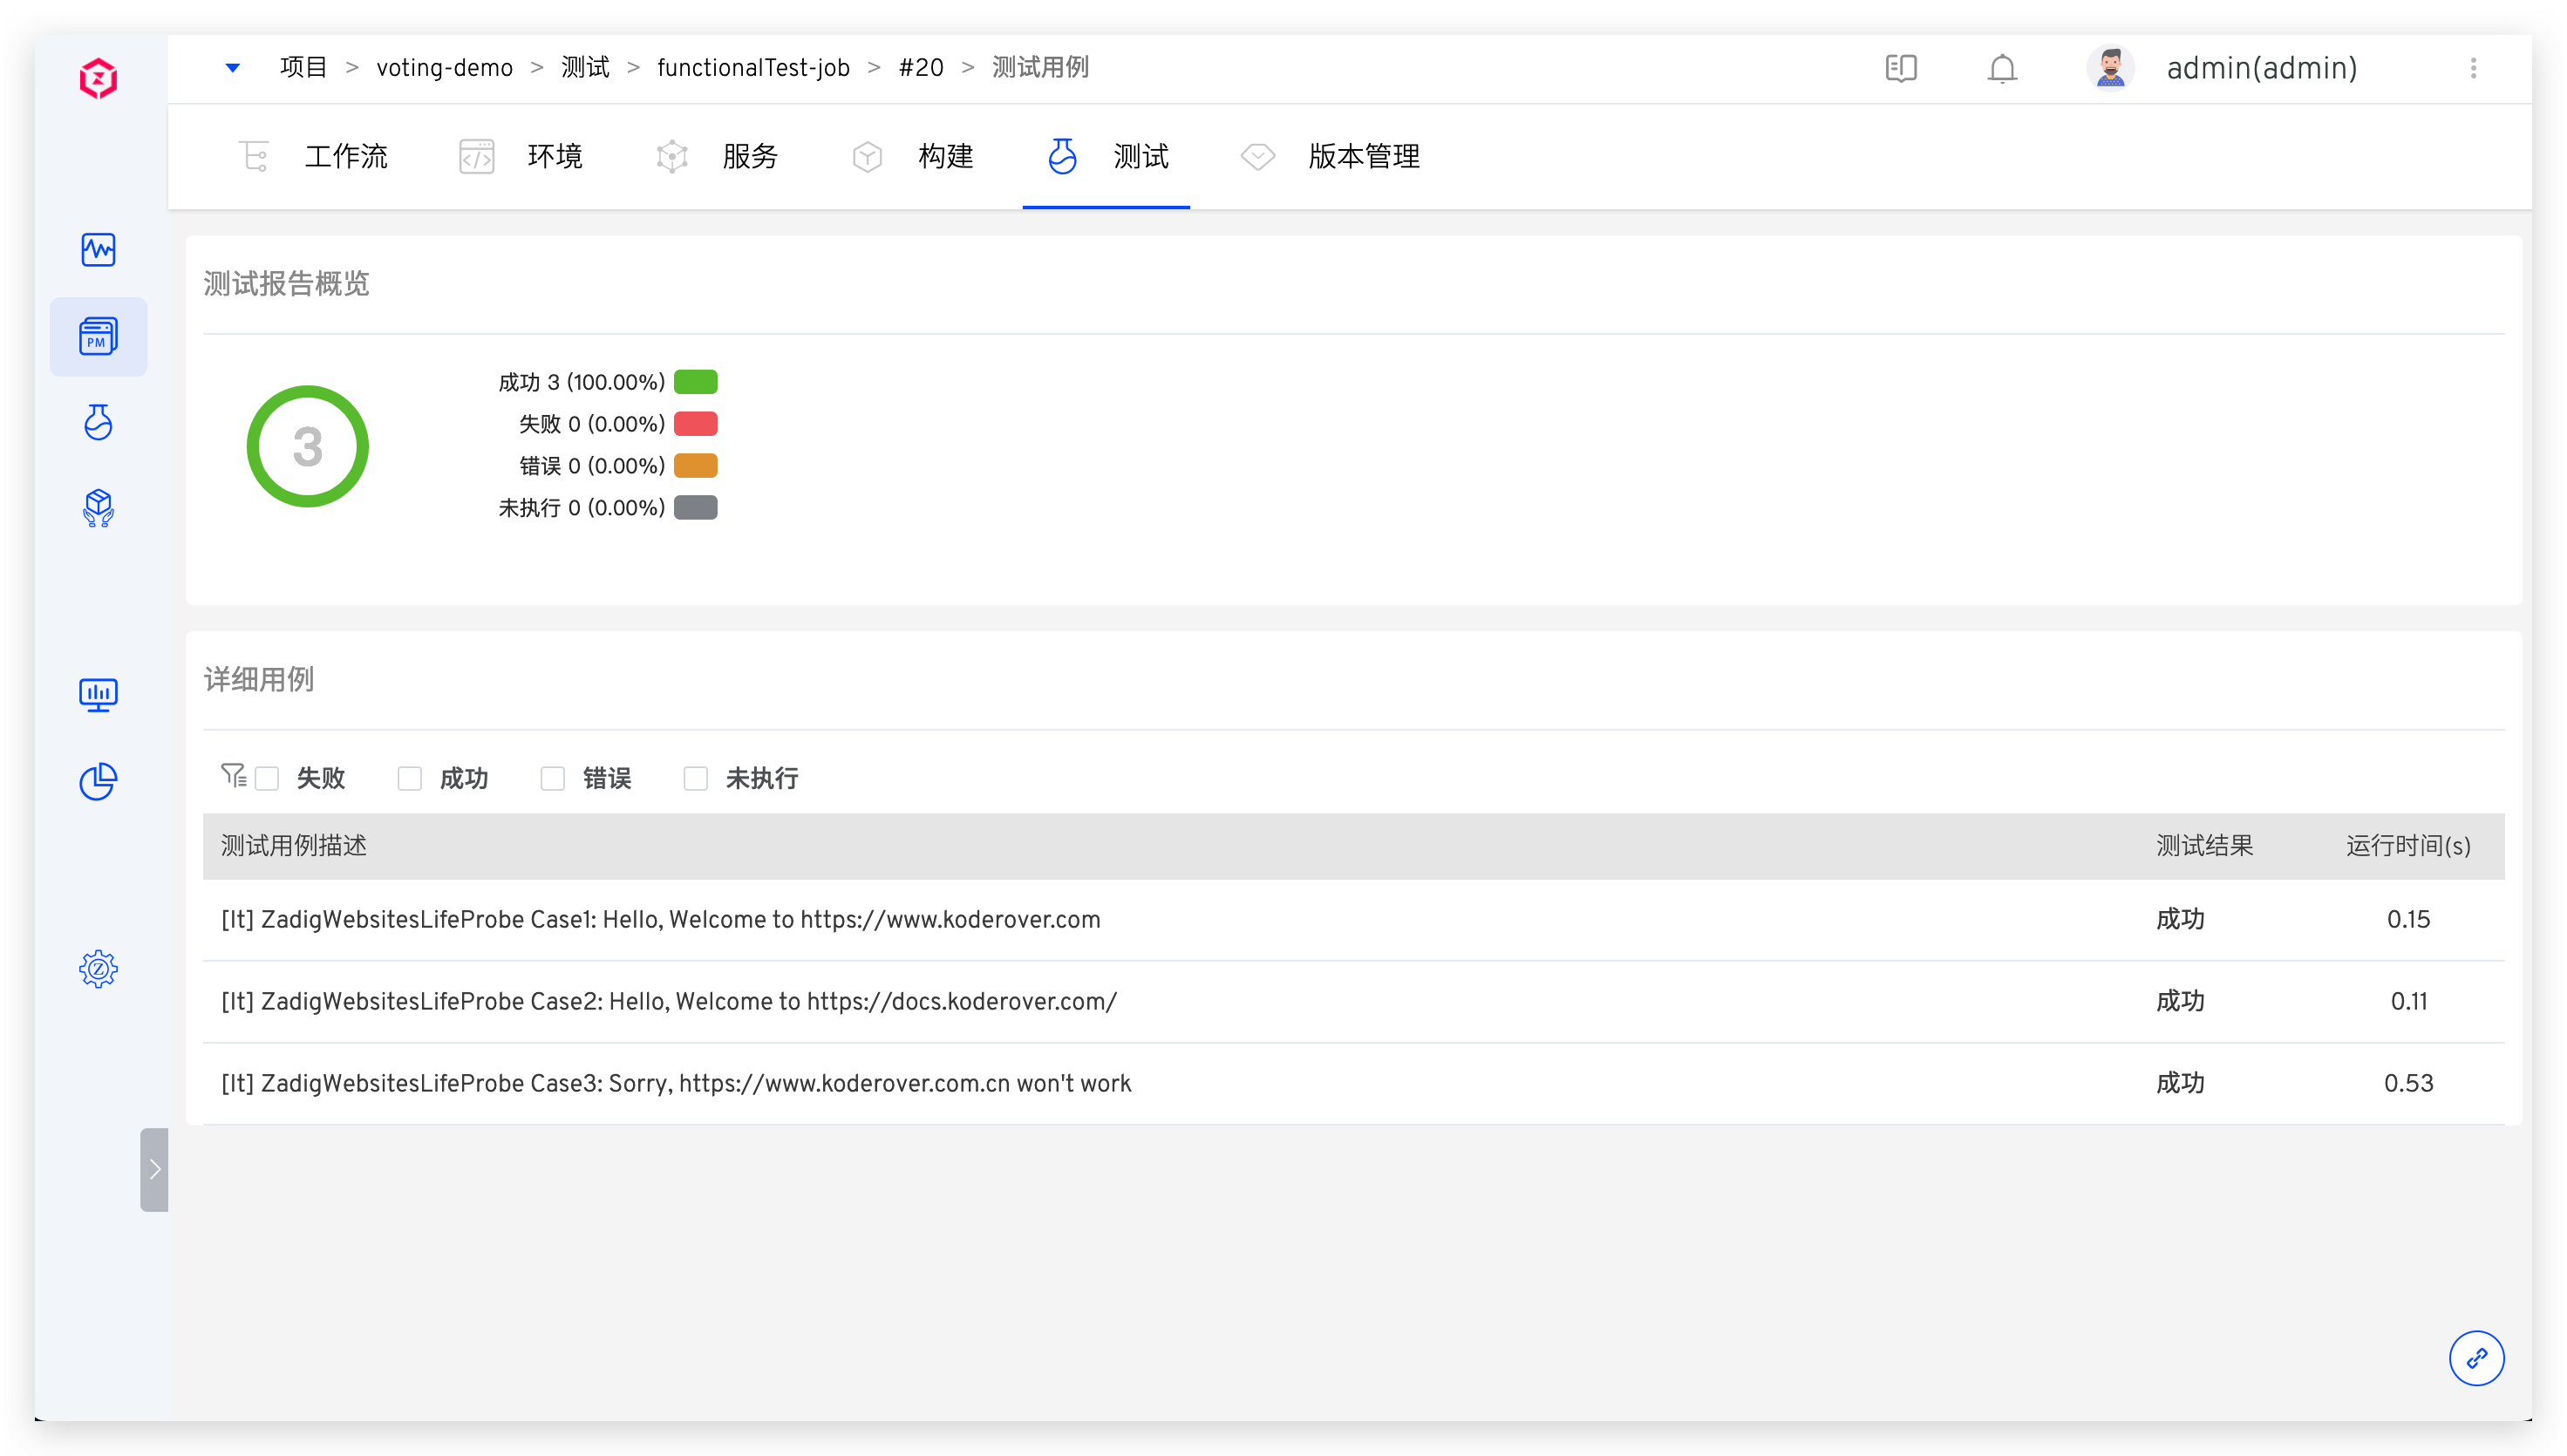 项目 > voting-demo > 测试 > functionalTest-job > #20 > 测试用例
admin(admin)
工作流 环境 服务 构建 测试 版本管理
PM
测试报告概览
3
成功 3 (100.00%)
失败 0 (0.00%)
错误 0 (0.00%)
未执行 0 (0.00%)
详细用例
失败 成功 错误 未执行
测试用例描述 测试结果 运行时间(s)
[It] ZadigWebsitesLifeProbe Case1: Hello, Welcome to https://www.koderover.com 成功 0.15
[It] ZadigWebsitesLifeProbe Case2: Hello, Welcome to https://docs.koderover.com/ 成功 0.11
[It] ZadigWebsitesLifeProbe Case3: Sorry, https://www.koderover.com.cn won't work 成功 0.53